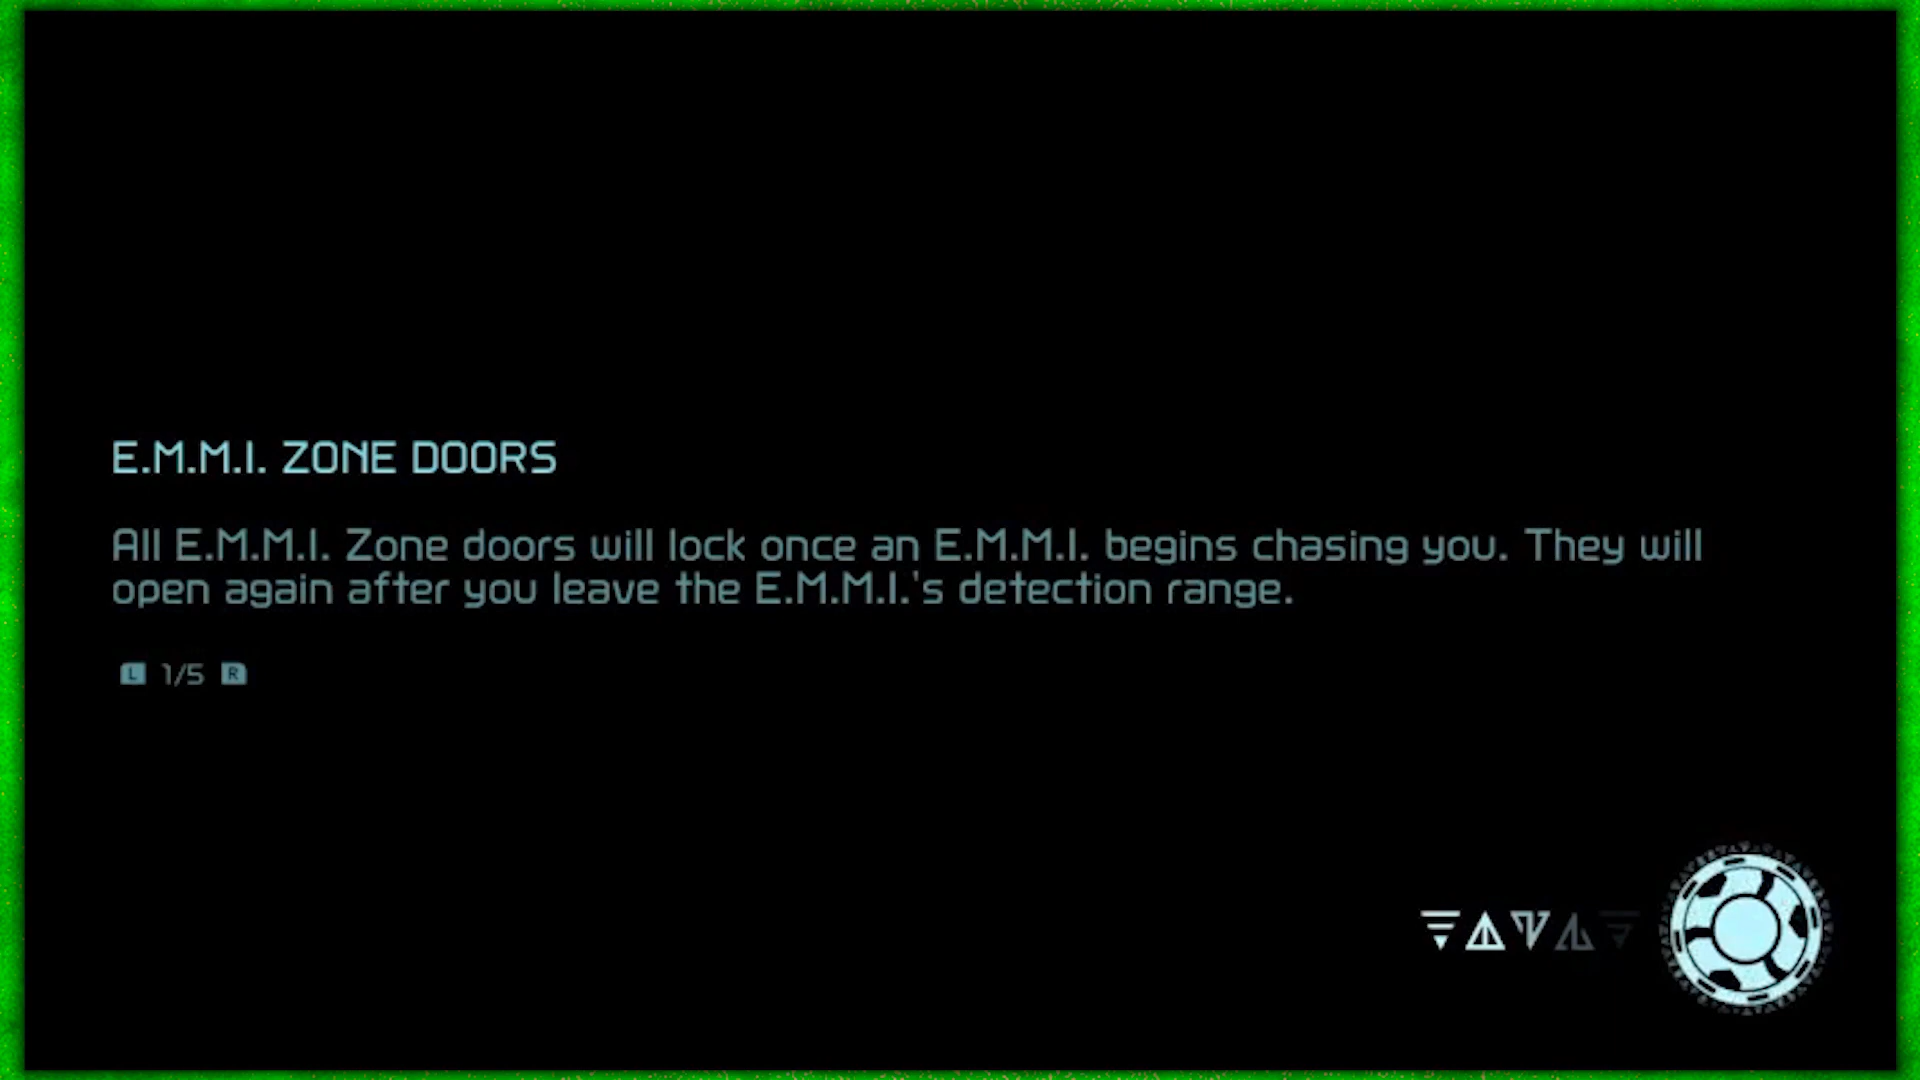 E.M.M.I. ZONE DOORS
All E.M.M.I. Zone doors will lock once an E.M.M.I. begins chasing you. They will
open again after you leave the E.M.M.I.'s detection range.
L 1/5 R